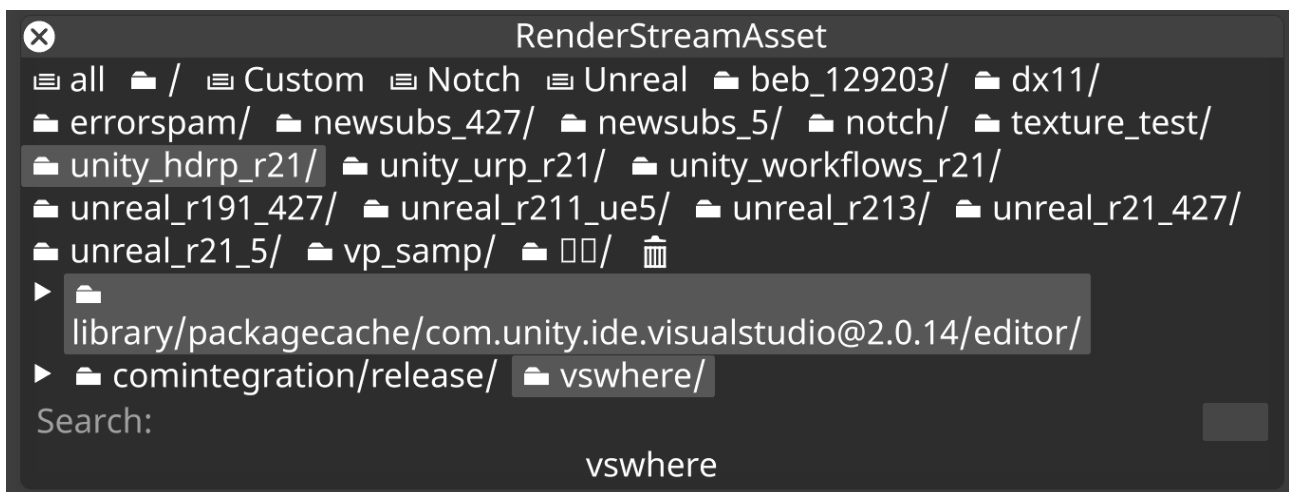 RenderStreamAsset
all / Custom Notch Unreal beb_129203/ dx11/
errorspam/ newsubs_427/ newsubs_5/ notch/ texture_test/
unity_hdrp_r21/ unity_urp_r21/ unity_workflows_r21/
unreal_r191_427/ unreal_r211_ue5/ unreal_r213/ unreal_r21_427/
unreal_r21_5/ vp_samp/ /
library/packagecache/com.unity.ide.visualstudio@2.0.14/editor/
comintegration/release/ vswhere/
Search:
vswhere